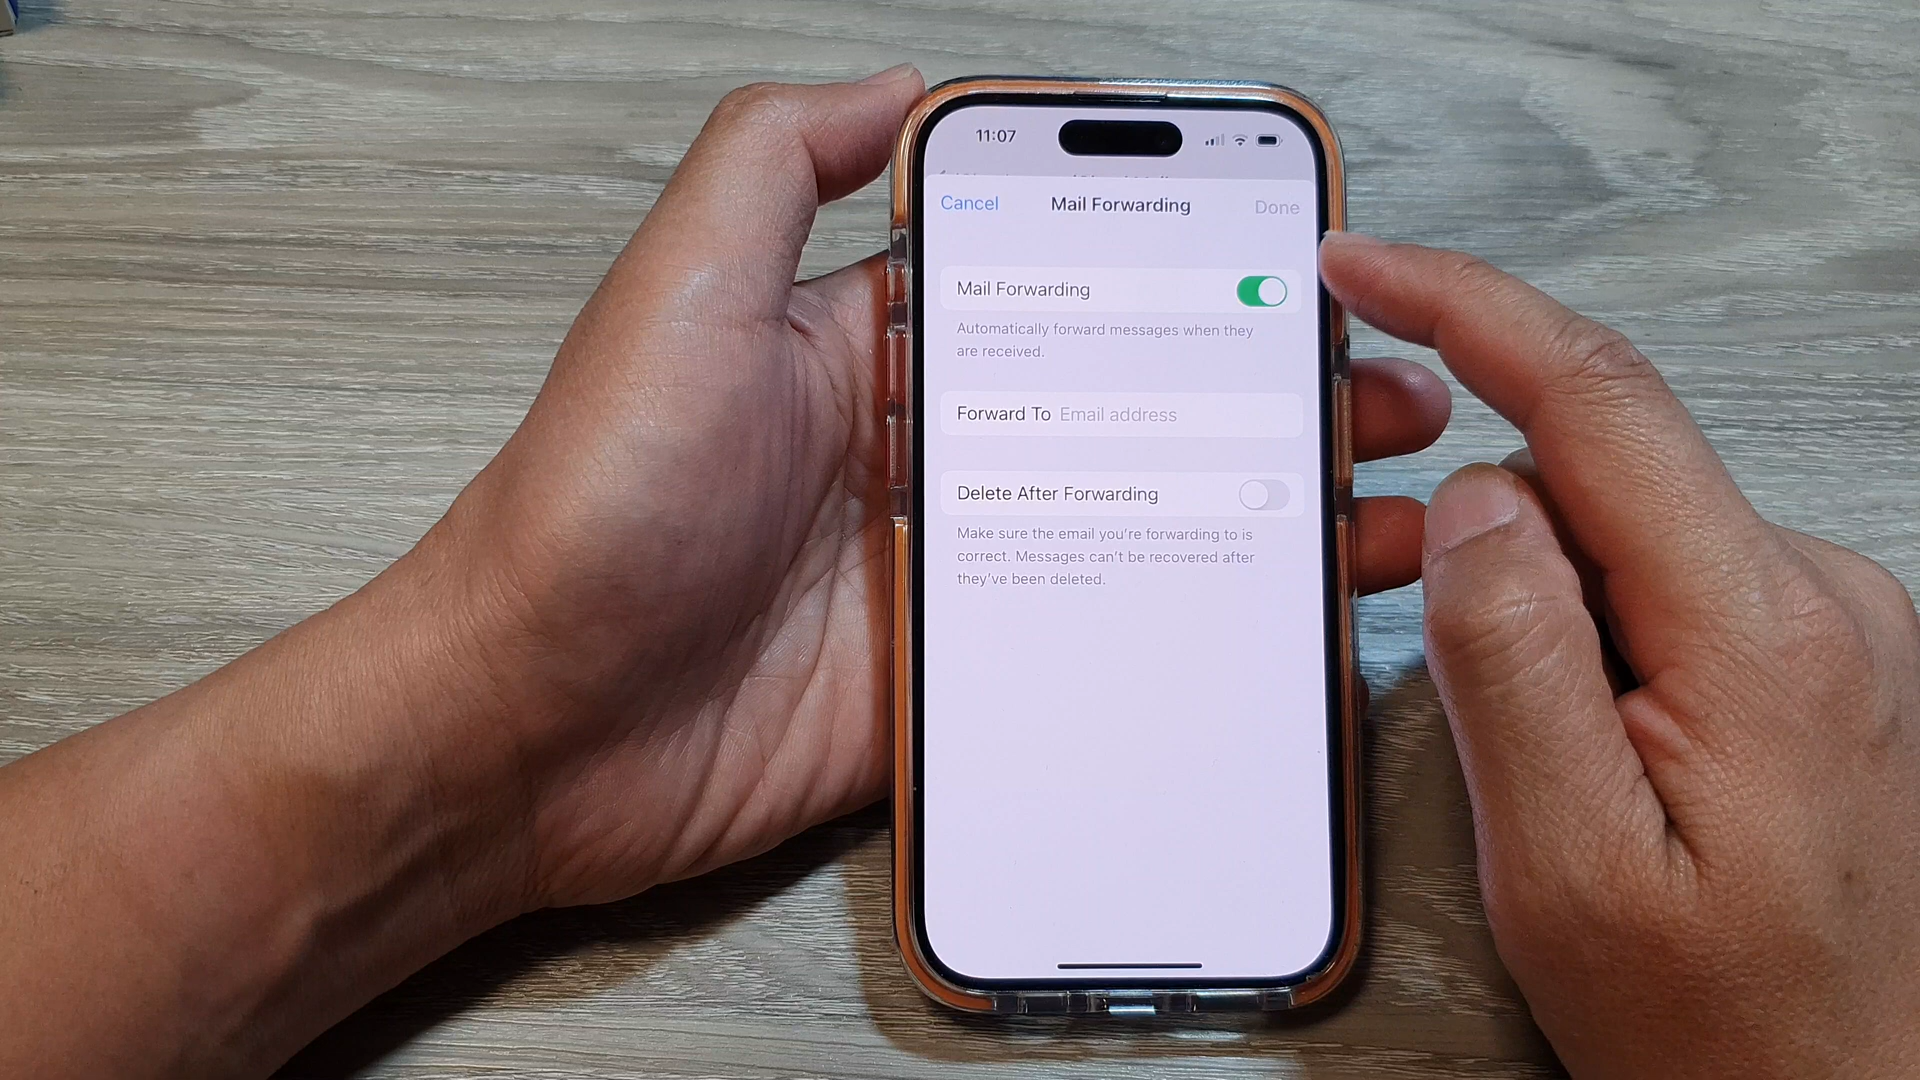 11:07
Cancel Mail Forwarding Done
Mail Forwarding
Automatically forward messages when they
are received.
Forward To Email address
Delete After Forwarding
Make sure the email you're forwarding to is
correct. Messages can't be recovered after
they've been deleted.